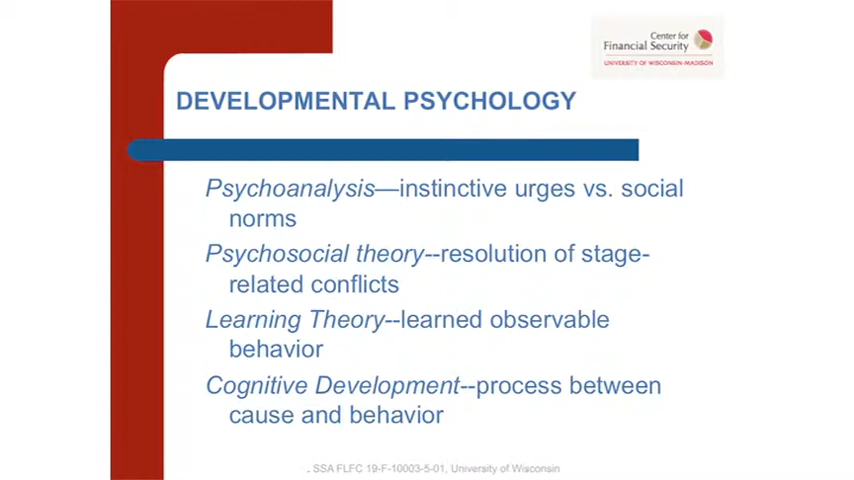 Center for
Financial Security
UNIVERSITY OF WISCONSIN-MADISON
DEVELOPMENTAL PSYCHOLOGY
Psychoanalysis—instinctive urges vs. social
norms
Psychosocial theory--resolution of stage-
related conflicts
Learning Theory--learned observable
behavior
Cognitive Development--process between
cause and behavior
. SSA FLFC 19-F-10003-5-01, University of Wisconsin